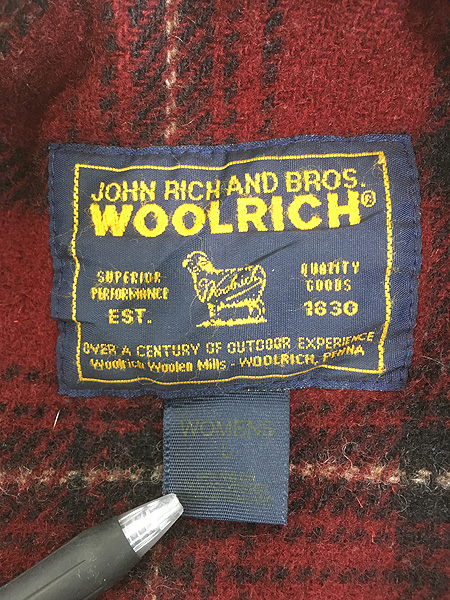 JOHN RICH AND BROS.
WOOLRICH®
SUPERIOR
PERFORMANCE
EST.
Woolrich
QUALITY
GOODS
1830
OVER A CENTURY OF OUTDOOR EXPERIENCE
Woolrich Woolen Mills - WOOLRICH, PENNA
WOMENS
L